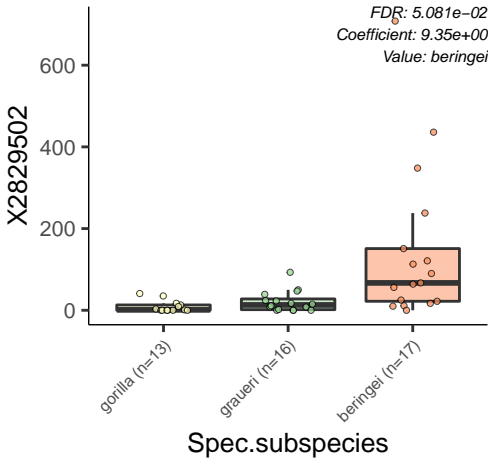 FDR: 5.081e−02
Coefficient: 9.35e+00
Value: beringei
600
400
200
0
X2829502
gorilla (n=13)
graueri (n=16)
beringei (n=17)
Spec.subspecies